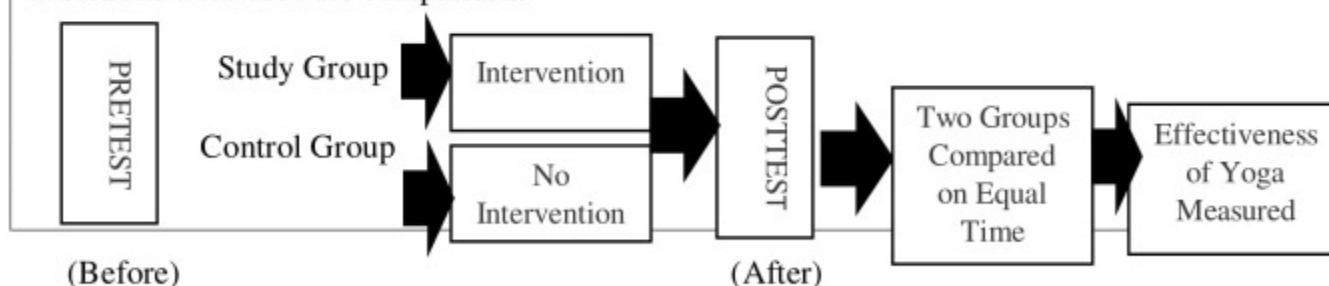 PRETEST
Study Group
Control Group
Intervention
No
Intervention
POSTTEST
Two Groups
Compared
on Equal
Time
Effectiveness
of Yoga
Measured
(Before)
(After)